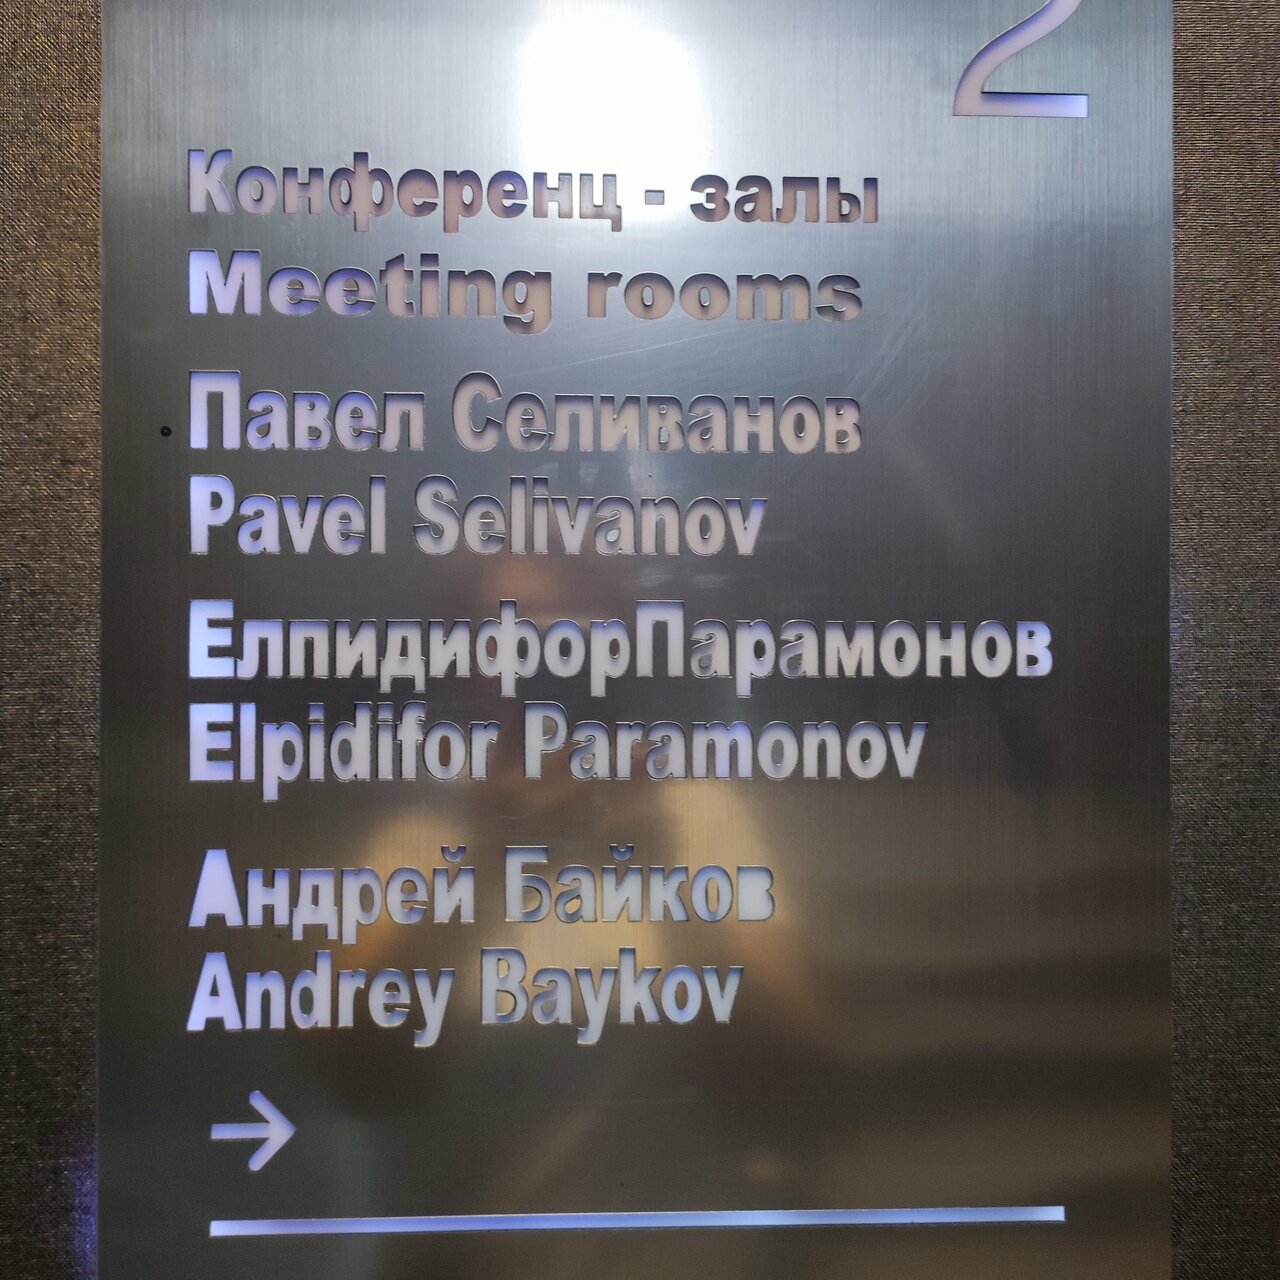 2
Конференц - залы
Meeting rooms
Павел Селиванов
Pavel Selivanov
ЕлпидифорПарамонов
Elpidifor Paramonov
Андрей Байков
Andrey Baykov
→